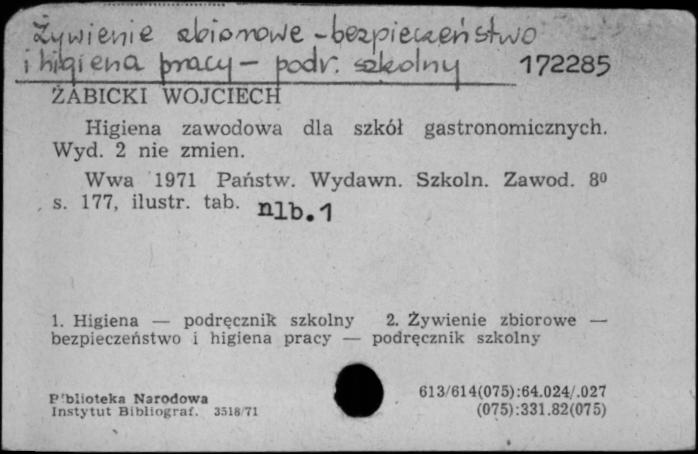 Żywienie zbiorowe - bezpieczeństwo
i higiena pracy - podr. szkolny 172285
ŻABICKI WOJCIECH
Higiena zawodowa dla szkół gastronomicznych.
Wyd. 2 nie zmien.
Wwa 1971 Państw. Wydawn. Szkoln. Zawod. 8⁰
s. 177, ilustr. tab. nlb. 1
1. Higiena — podręcznik szkolny 2. Żywienie zbiorowe —
bezpieczeństwo i higiena pracy — podręcznik szkolny
Biblioteka Narodowa 613/614(075):64.024/.027
Instytut Bibliograf. 3518/71 (075):331.82(075)